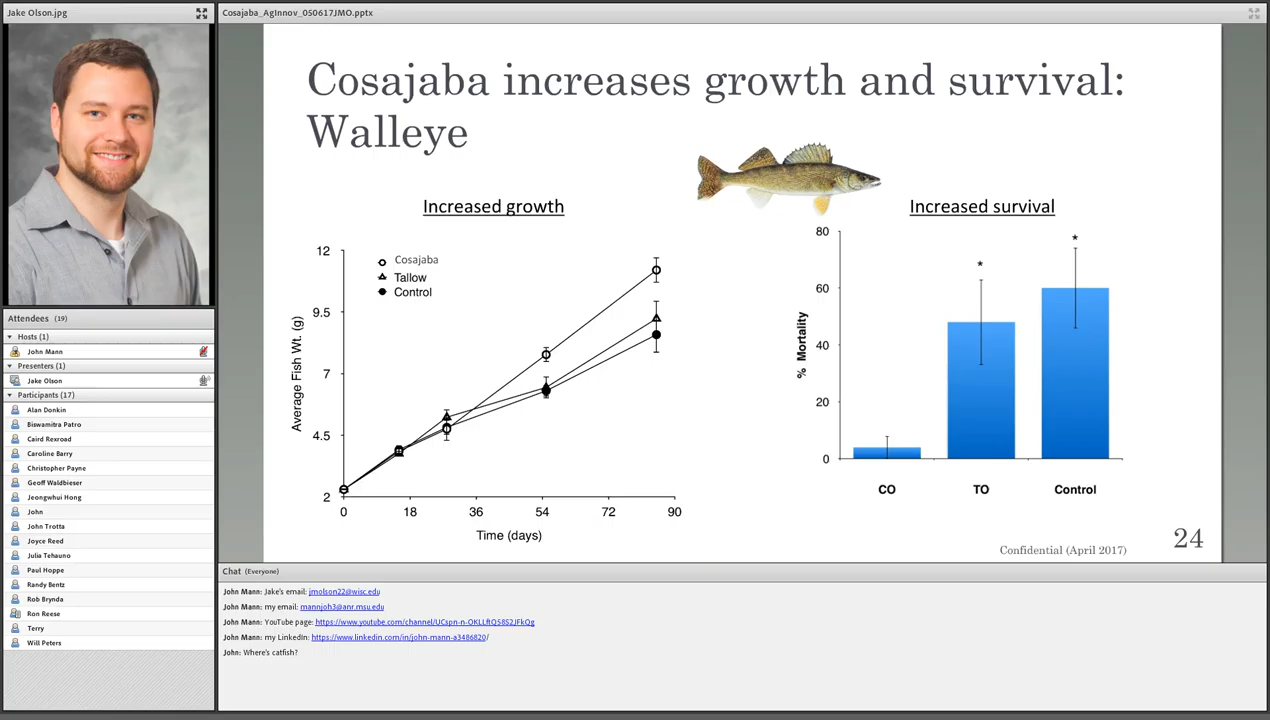 Jake Olson.jpg
Cosajaba_AgInnov_050617JMO.pptx
Cosajaba increases growth and survival:
Walleye
Increased growth
Increased survival
12
9.5
7
4.5
2
Average Fish Wt. (g)
Cosajaba
Tallow
Control
0
18
36
54
72
90
Time (days)
80
60
40
20
0
% Mortality
*
*
CO
TO
Control
Confidential (April 2017)
24
Attendees (19)
Hosts (1)
John Mann
Presenters (1)
Jake Olson
Participants (17)
Alan Donkin
Biswamitra Patro
Caird Rexroad
Caroline Barry
Christopher Payne
Geoff Waldbieser
Jeongwhui Hong
John
John Trotta
Joyce Reed
Julia Tehauno
Paul Hoppe
Randy Bentz
Rob Brynda
Ron Reese
Terry
Will Peters
Chat (Everyone)
John Mann: Jake's email: jmolson22@wisc.edu
John Mann: my email: mannjoh3@anr.msu.edu
John Mann: YouTube page: https://www.youtube.com/channel/UCspn-n-OKLLftQ58S2JFkQg
John Mann: my LinkedIn: https://www.linkedin.com/in/john-mann-a3486820/
John: Where's catfish?